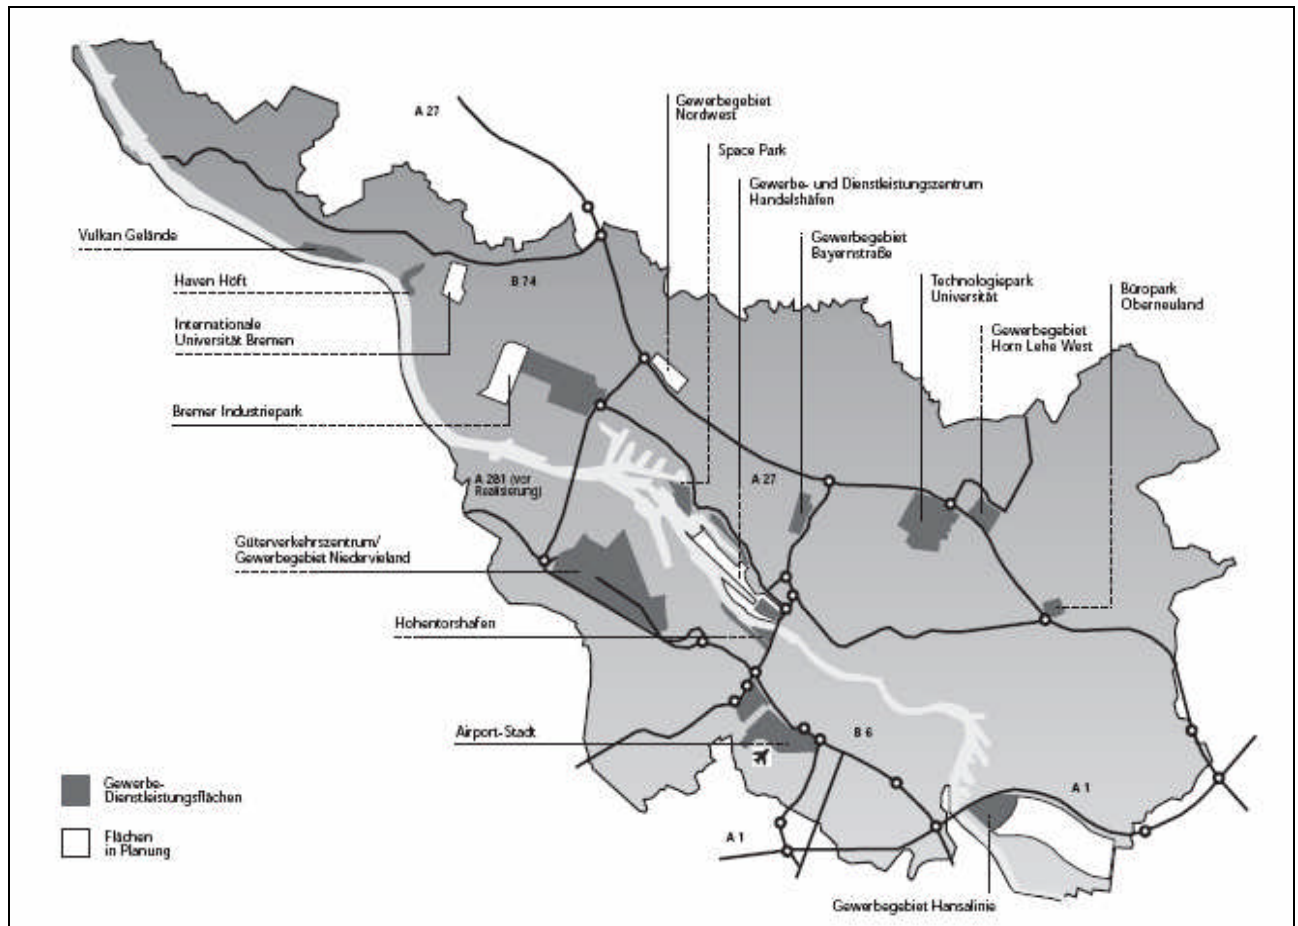 A 27
Gewerbegebiet
Nordwest
Space Park
Gewerbe- und Dienstleistungszentrum
Handelshäfen
Vulkan Gelände
Gewerbegebiet
Bayernstraße
Haven Höft
B 74
Technologiepark
Universität
Büropark
Oberneuland
Internationale
Universität Bremen
Gewerbegebiet
Horn Lehe West
Bremer Industriepark
A 281 (vor
Realisierung)
A 27
Güterverkehrszentrum/
Gewerbegebiet Niedervieland
Hohentorshafen
Airport-Stadt
B 6
Gewerbe-
Dienstleistungsflächen
A 1
Flächen
in Planung
A 1
Gewerbegebiet Hansalinie